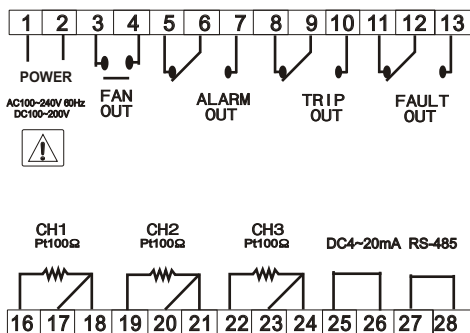 1 2 3 4 5 6 7 8 9 10 11 12 13
POWER
AC100~240V 60Hz
DC100~200V
FAN
OUT
ALARM
OUT
TRIP
OUT
FAULT
OUT
CH1
Pt100Ω
CH2
Pt100Ω
CH3
Pt100Ω
DC4~20mA RS-485
16 17 18 19 20 21 22 23 24 25 26 27 28